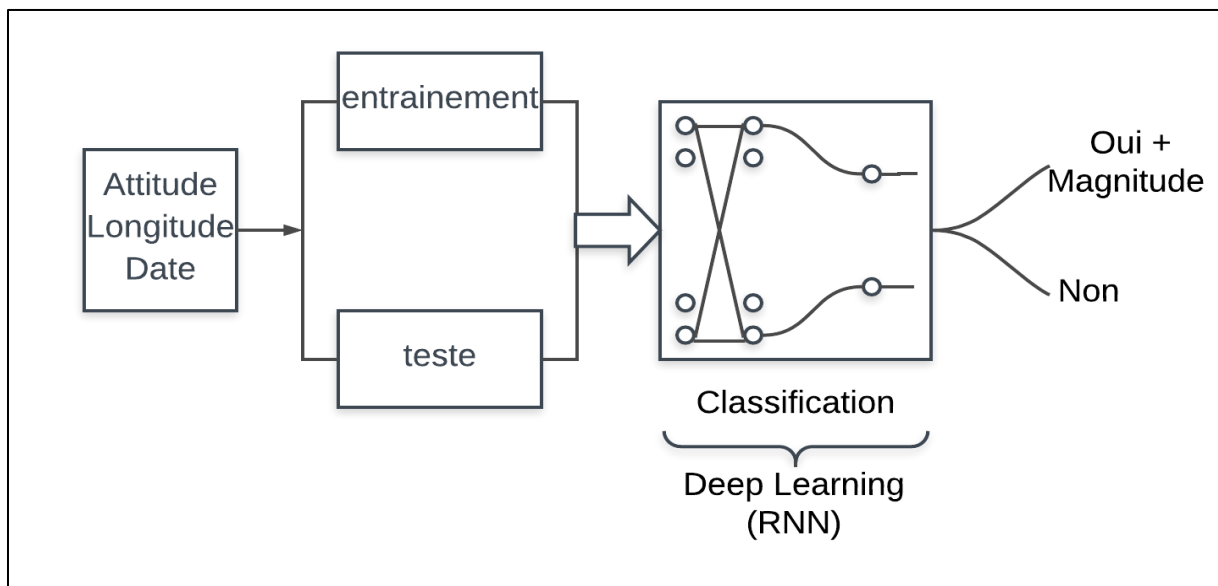 Attitude
Longitude
Date
entrainement
teste
Classification
Deep Learning
(RNN)
Oui +
Magnitude
Non